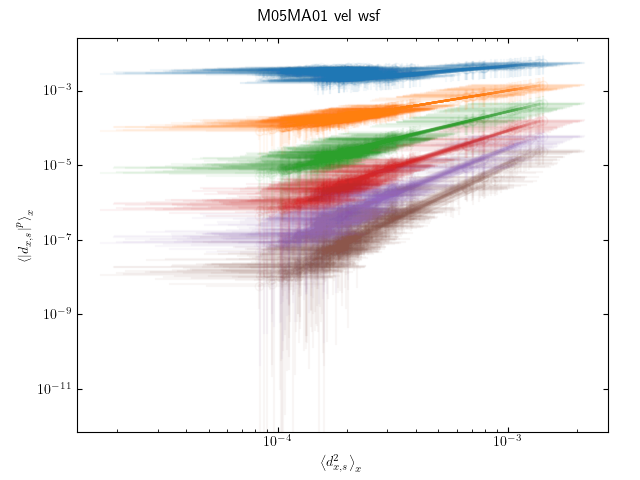 M05MA01 vel wsf
10⁻³
10⁻⁵
10⁻⁷
10⁻⁹
10⁻¹¹
⟨|d_{x,s}|^p⟩_x
10⁻⁴ 10⁻³
⟨d²_{x,s}⟩_x